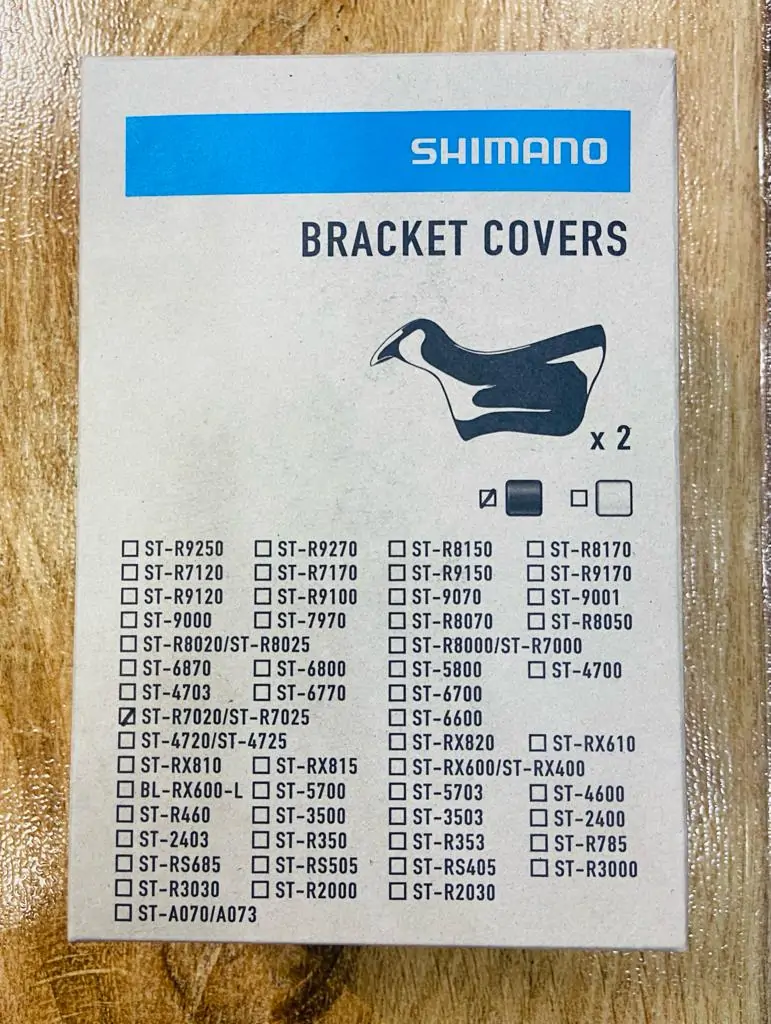 SHIMANO
BRACKET COVERS
x 2
ST-R9250 ST-R9270 ST-R8150 ST-R8170
ST-R7120 ST-R7170 ST-R9150 ST-R9170
ST-R9120 ST-R9100 ST-9070 ST-9001
ST-9000 ST-7970 ST-R8070 ST-R8050
ST-R8020/ST-R8025 ST-R8000/ST-R7000
ST-6870 ST-6800 ST-5800 ST-4700
ST-4703 ST-6770 ST-6700
ST-R7020/ST-R7025 ST-6600
ST-4720/ST-4725 ST-RX820 ST-RX610
ST-RX810 ST-RX815 ST-RX600/ST-RX400
BL-RX600-L ST-5700 ST-5703 ST-4600
ST-R460 ST-3500 ST-3503 ST-2400
ST-2403 ST-R350 ST-R353 ST-R785
ST-RS685 ST-RS505 ST-RS405 ST-R3000
ST-R3030 ST-R2000 ST-R2030
ST-A070/A073